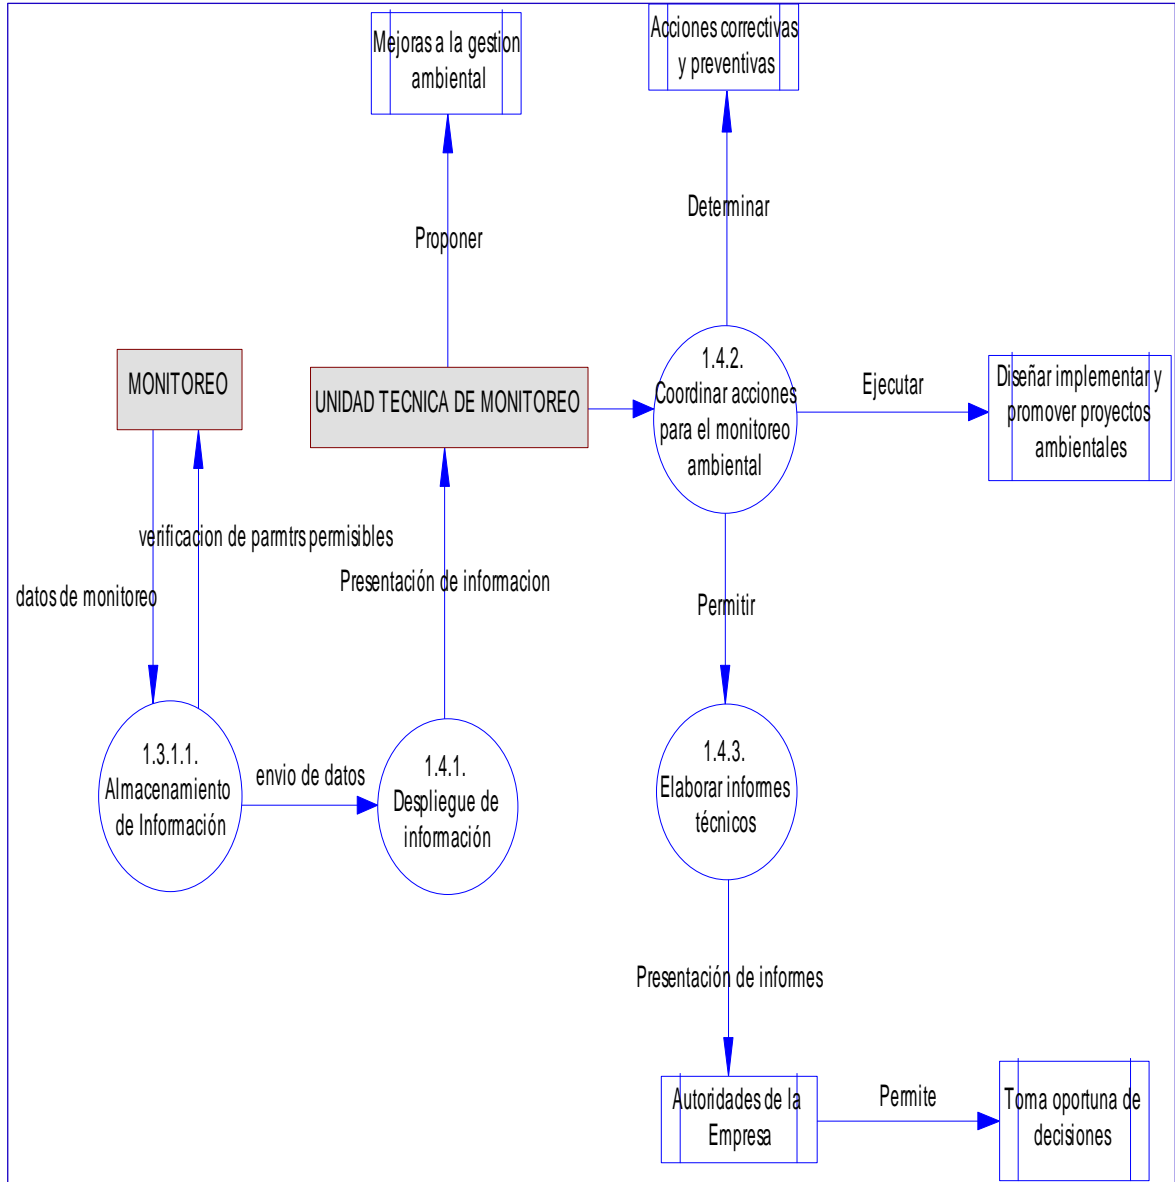 Mejoras a la gestion
ambiental
Acciones correctivas
y preventivas
Determinar
Proponer
MONITOREO
UNIDAD TECNICA DE MONITOREO
1.4.2.
Coordinar acciones
para el monitoreo
ambiental
Ejecutar
Diseñar implementar y
promover proyectos
ambientales
verificacion de parmtrs permisibles
datos de monitoreo
Presentación de informacion
Permitir
1.3.1.1.
Almacenamiento
de Información
envio de datos
1.4.1.
Despliegue de
información
1.4.3.
Elaborar informes
técnicos
Presentación de informes
Autoridades de la
Empresa
Permite
Toma oportuna de
decisiones